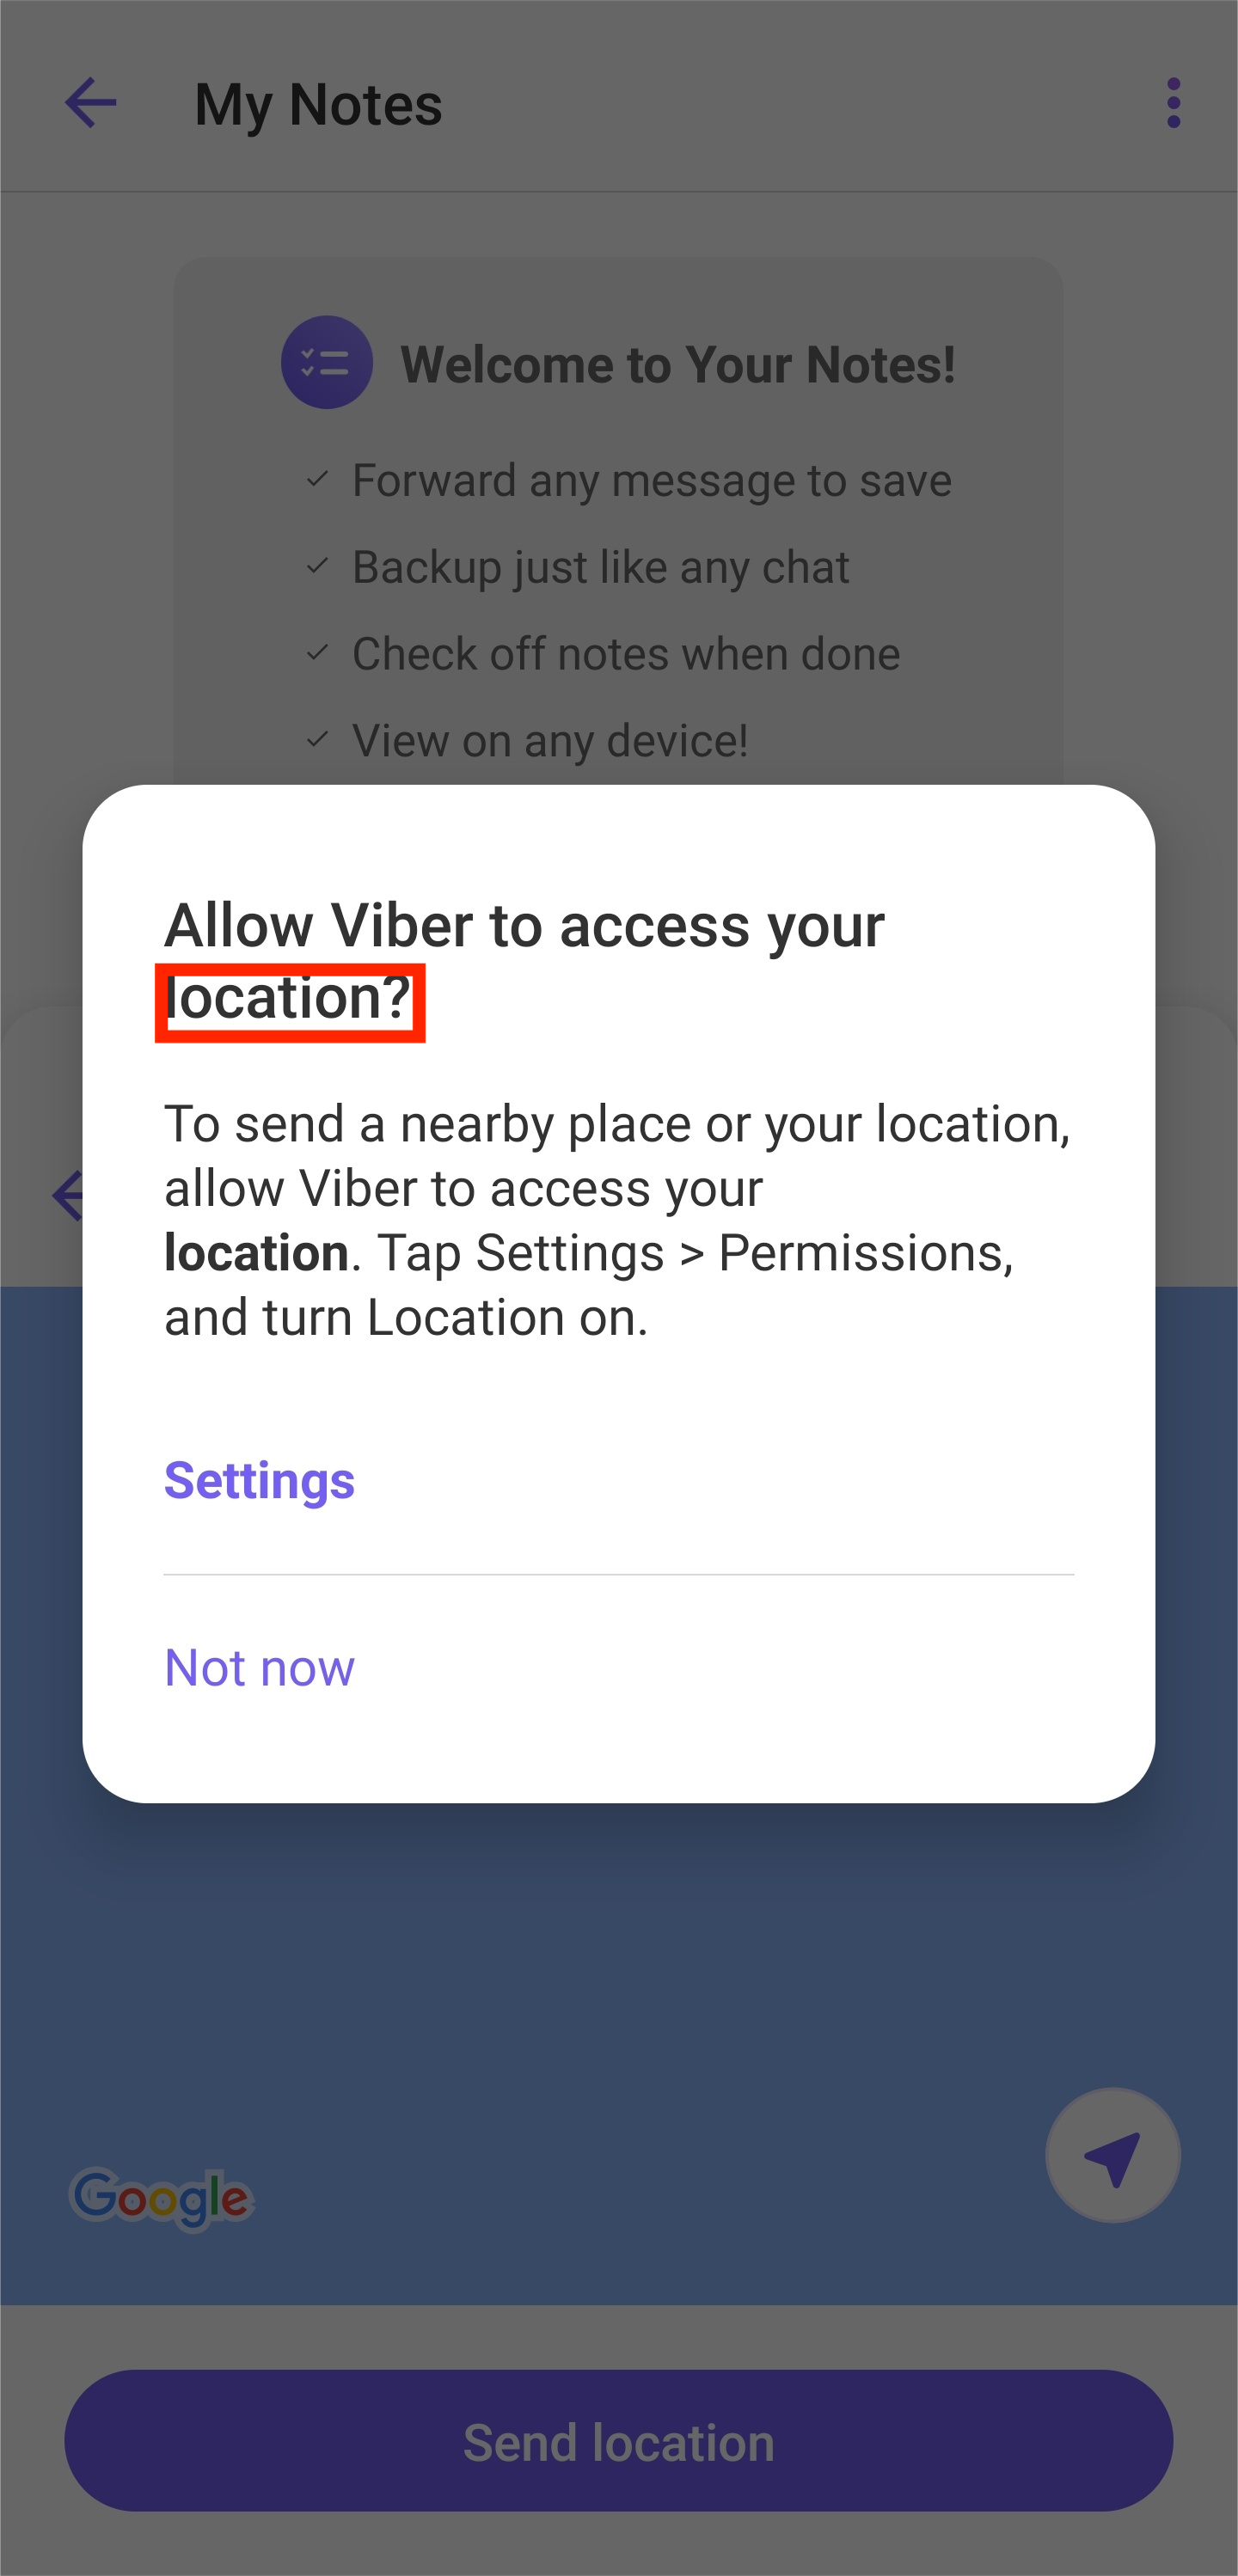 My Notes
Welcome to Your Notes!
Forward any message to save
Backup just like any chat
Check off notes when done
View on any device!
Allow Viber to access your
location?
To send a nearby place or your location,
allow Viber to access your
location. Tap Settings > Permissions,
and turn Location on.
Settings
Not now
Google
Send location